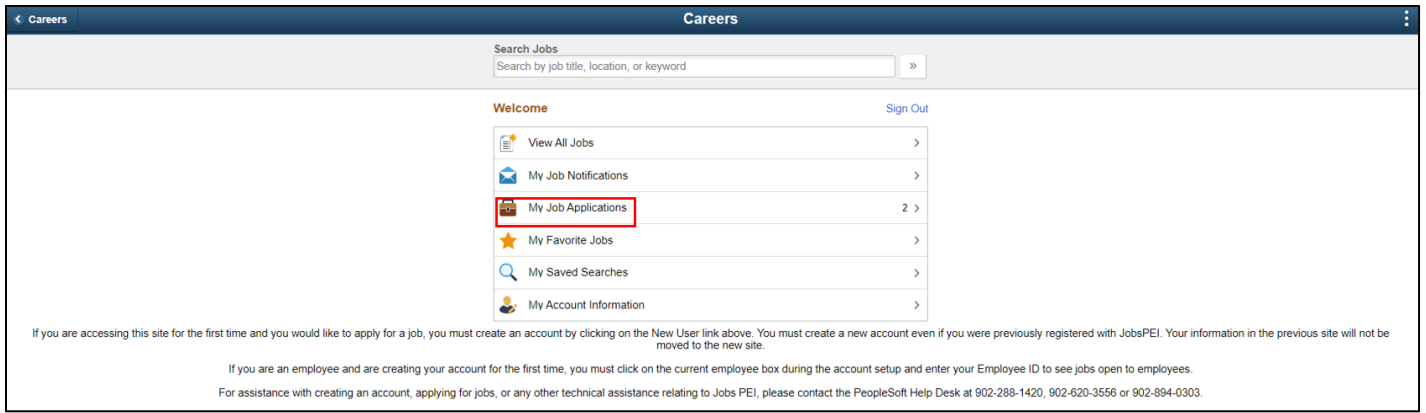 Careers
Careers
Search Jobs
Search by job title, location, or keyword
»
Welcome
Sign Out
View All Jobs
My Job Notifications
My Job Applications 2
My Favorite Jobs
My Saved Searches
My Account Information
If you are accessing this site for the first time and you would like to apply for a job, you must create an account by clicking on the New User link above. You must create a new account even if you were previously registered with JobsPEI. Your information in the previous site will not be
moved to the new site.
If you are an employee and are creating your account for the first time, you must click on the current employee box during the account setup and enter your Employee ID to see jobs open to employees.
For assistance with creating an account, applying for jobs, or any other technical assistance relating to Jobs PEI, please contact the PeopleSoft Help Desk at 902-288-1420, 902-620-3556 or 902-894-0303.